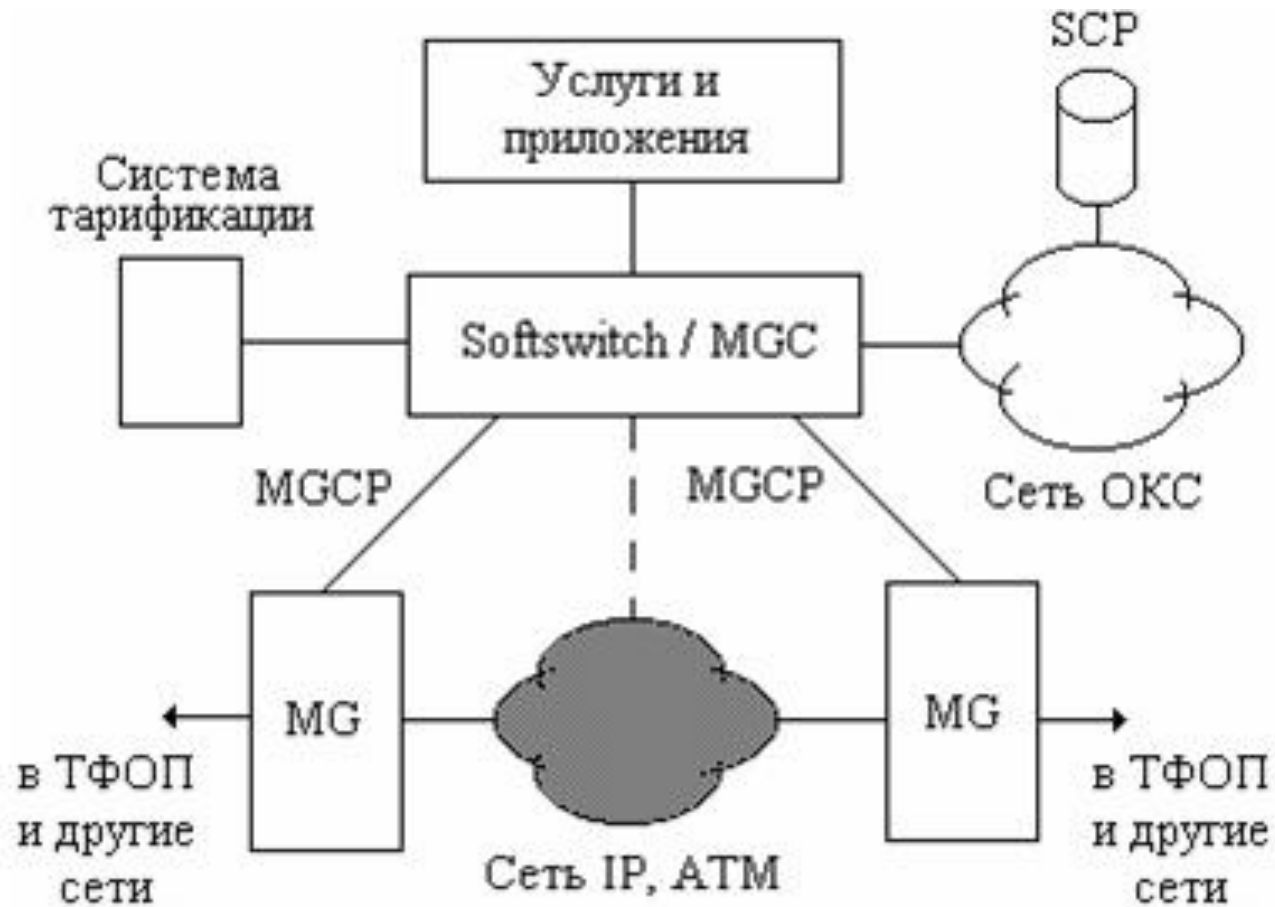 SCP
Услуги и
приложения
Система
тарификации
Softswitch / MGC
MGCP
MGCP
Сеть ОКС
MG
MG
в ТФОП
и другие
сети
в ТФОП
и другие
сети
Сеть IP, ATM